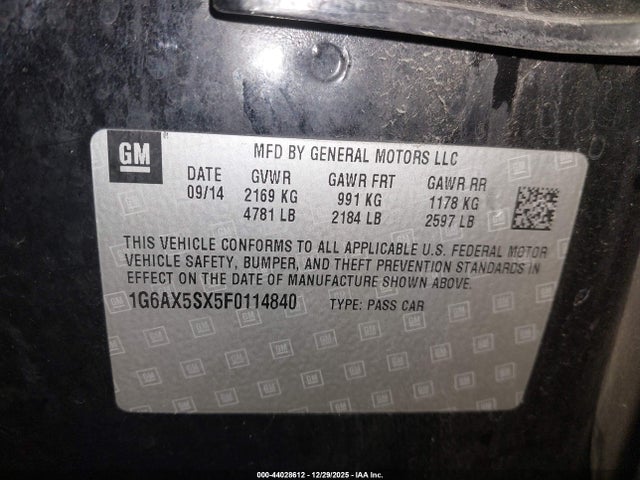 GM
MFD BY GENERAL MOTORS LLC
DATE GVWR GAWR FRT GAWR RR
09/14 2169 KG 991 KG 1178 KG
4781 LB 2184 LB 2597 LB
THIS VEHICLE CONFORMS TO ALL APPLICABLE U.S. FEDERAL MOTOR
VEHICLE SAFETY, BUMPER, AND THEFT PREVENTION STANDARDS IN
EFFECT ON THE DATE OF MANUFACTURE SHOWN ABOVE.
1G6AX5SX5F0114840 TYPE: PASS CAR
000-44028612 - 12/29/2025 - IAA Inc.